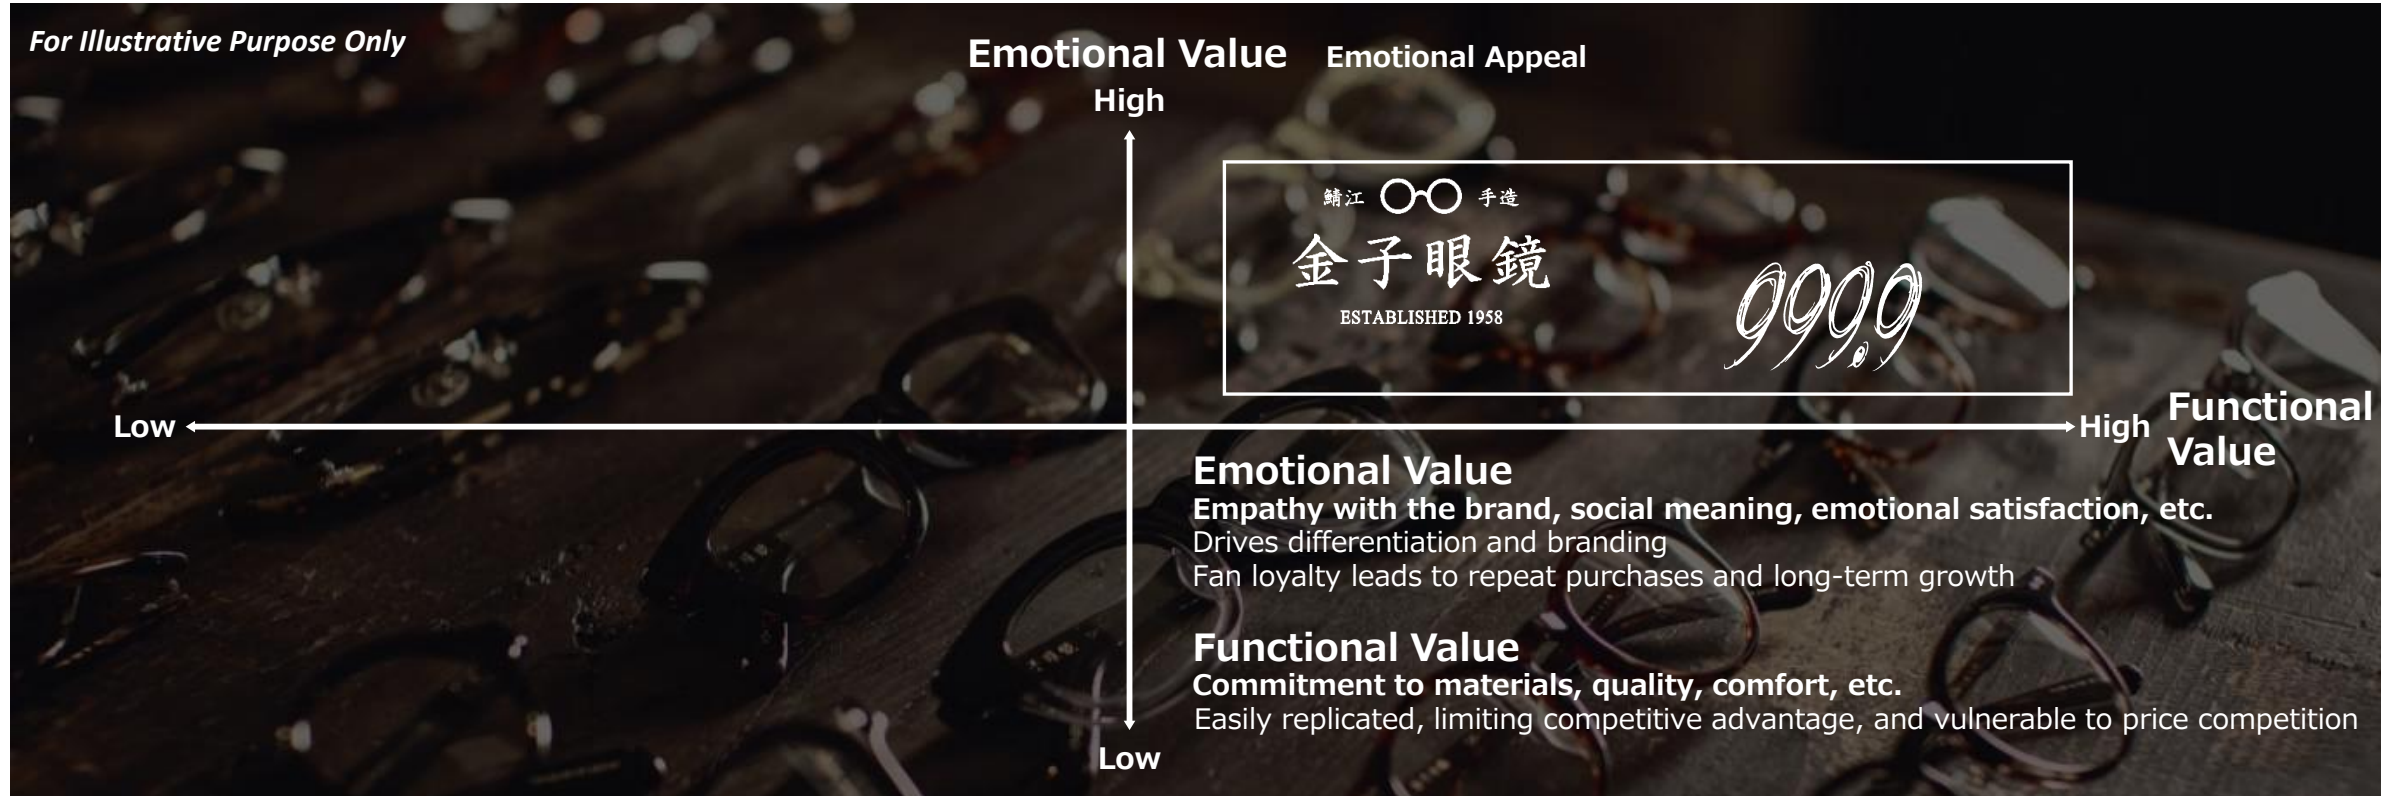 For Illustrative Purpose Only
Emotional Value Emotional Appeal
High
鯖江 手造
金子眼鏡
ESTABLISHED 1958
999.9
Low
High
Functional
Value
Emotional Value
Empathy with the brand, social meaning, emotional satisfaction, etc.
Drives differentiation and branding
Fan loyalty leads to repeat purchases and long-term growth
Functional Value
Commitment to materials, quality, comfort, etc.
Easily replicated, limiting competitive advantage, and vulnerable to price competition
Low